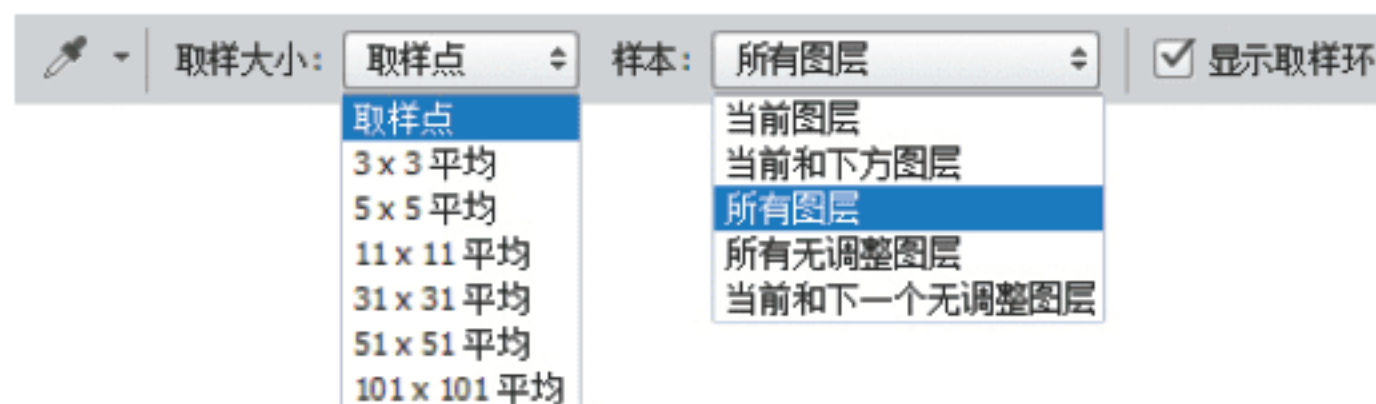 取样大小: 取样点 样本: 所有图层 显示取样环
取样点
3 x 3 平均
5 x 5 平均
11 x 11 平均
31 x 31 平均
51 x 51 平均
101 x 101 平均
当前图层
当前和下方图层
所有图层
所有无调整图层
当前和下一个无调整图层